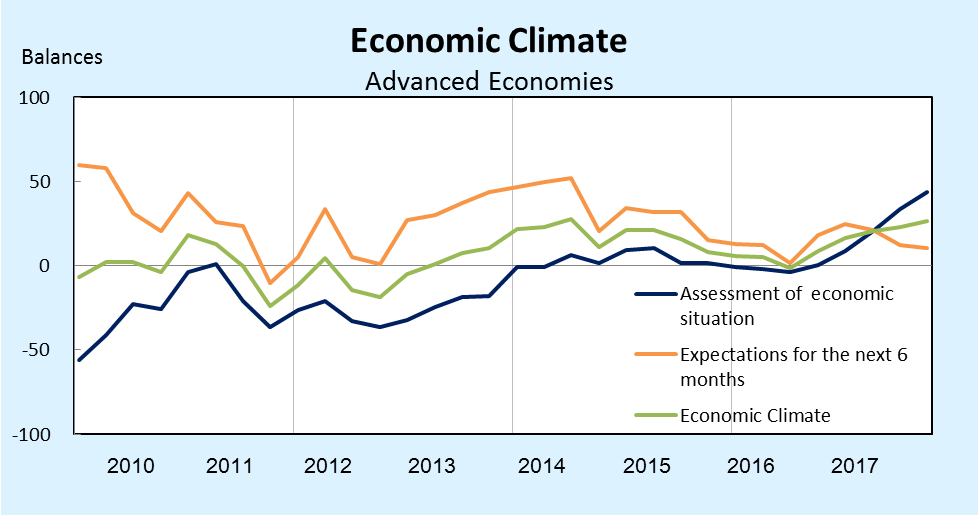 Economic Climate
Balances
Advanced Economies
100
50
0
-50
-100
Assessment of economic
situation
Expectations for the next 6
months
Economic Climate
2010 2011 2012 2013 2014 2015 2016 2017